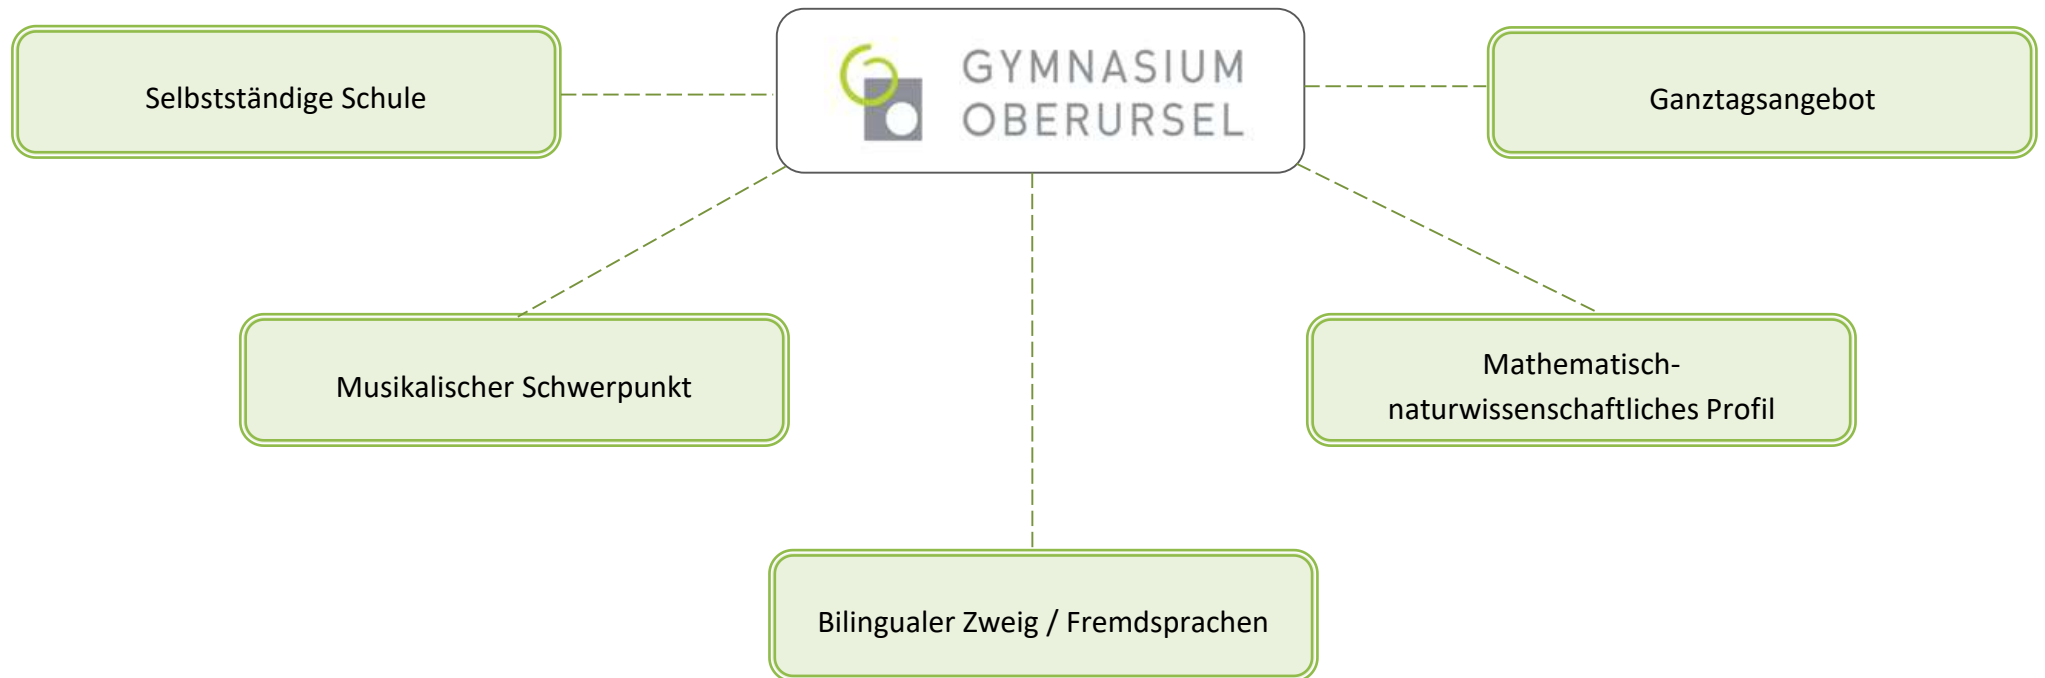 Selbstständige Schule
GYMNASIUM
OBERURSEL
Ganztagsangebot
Musikalischer Schwerpunkt
Mathematisch-
naturwissenschaftliches Profil
Bilingualer Zweig / Fremdsprachen